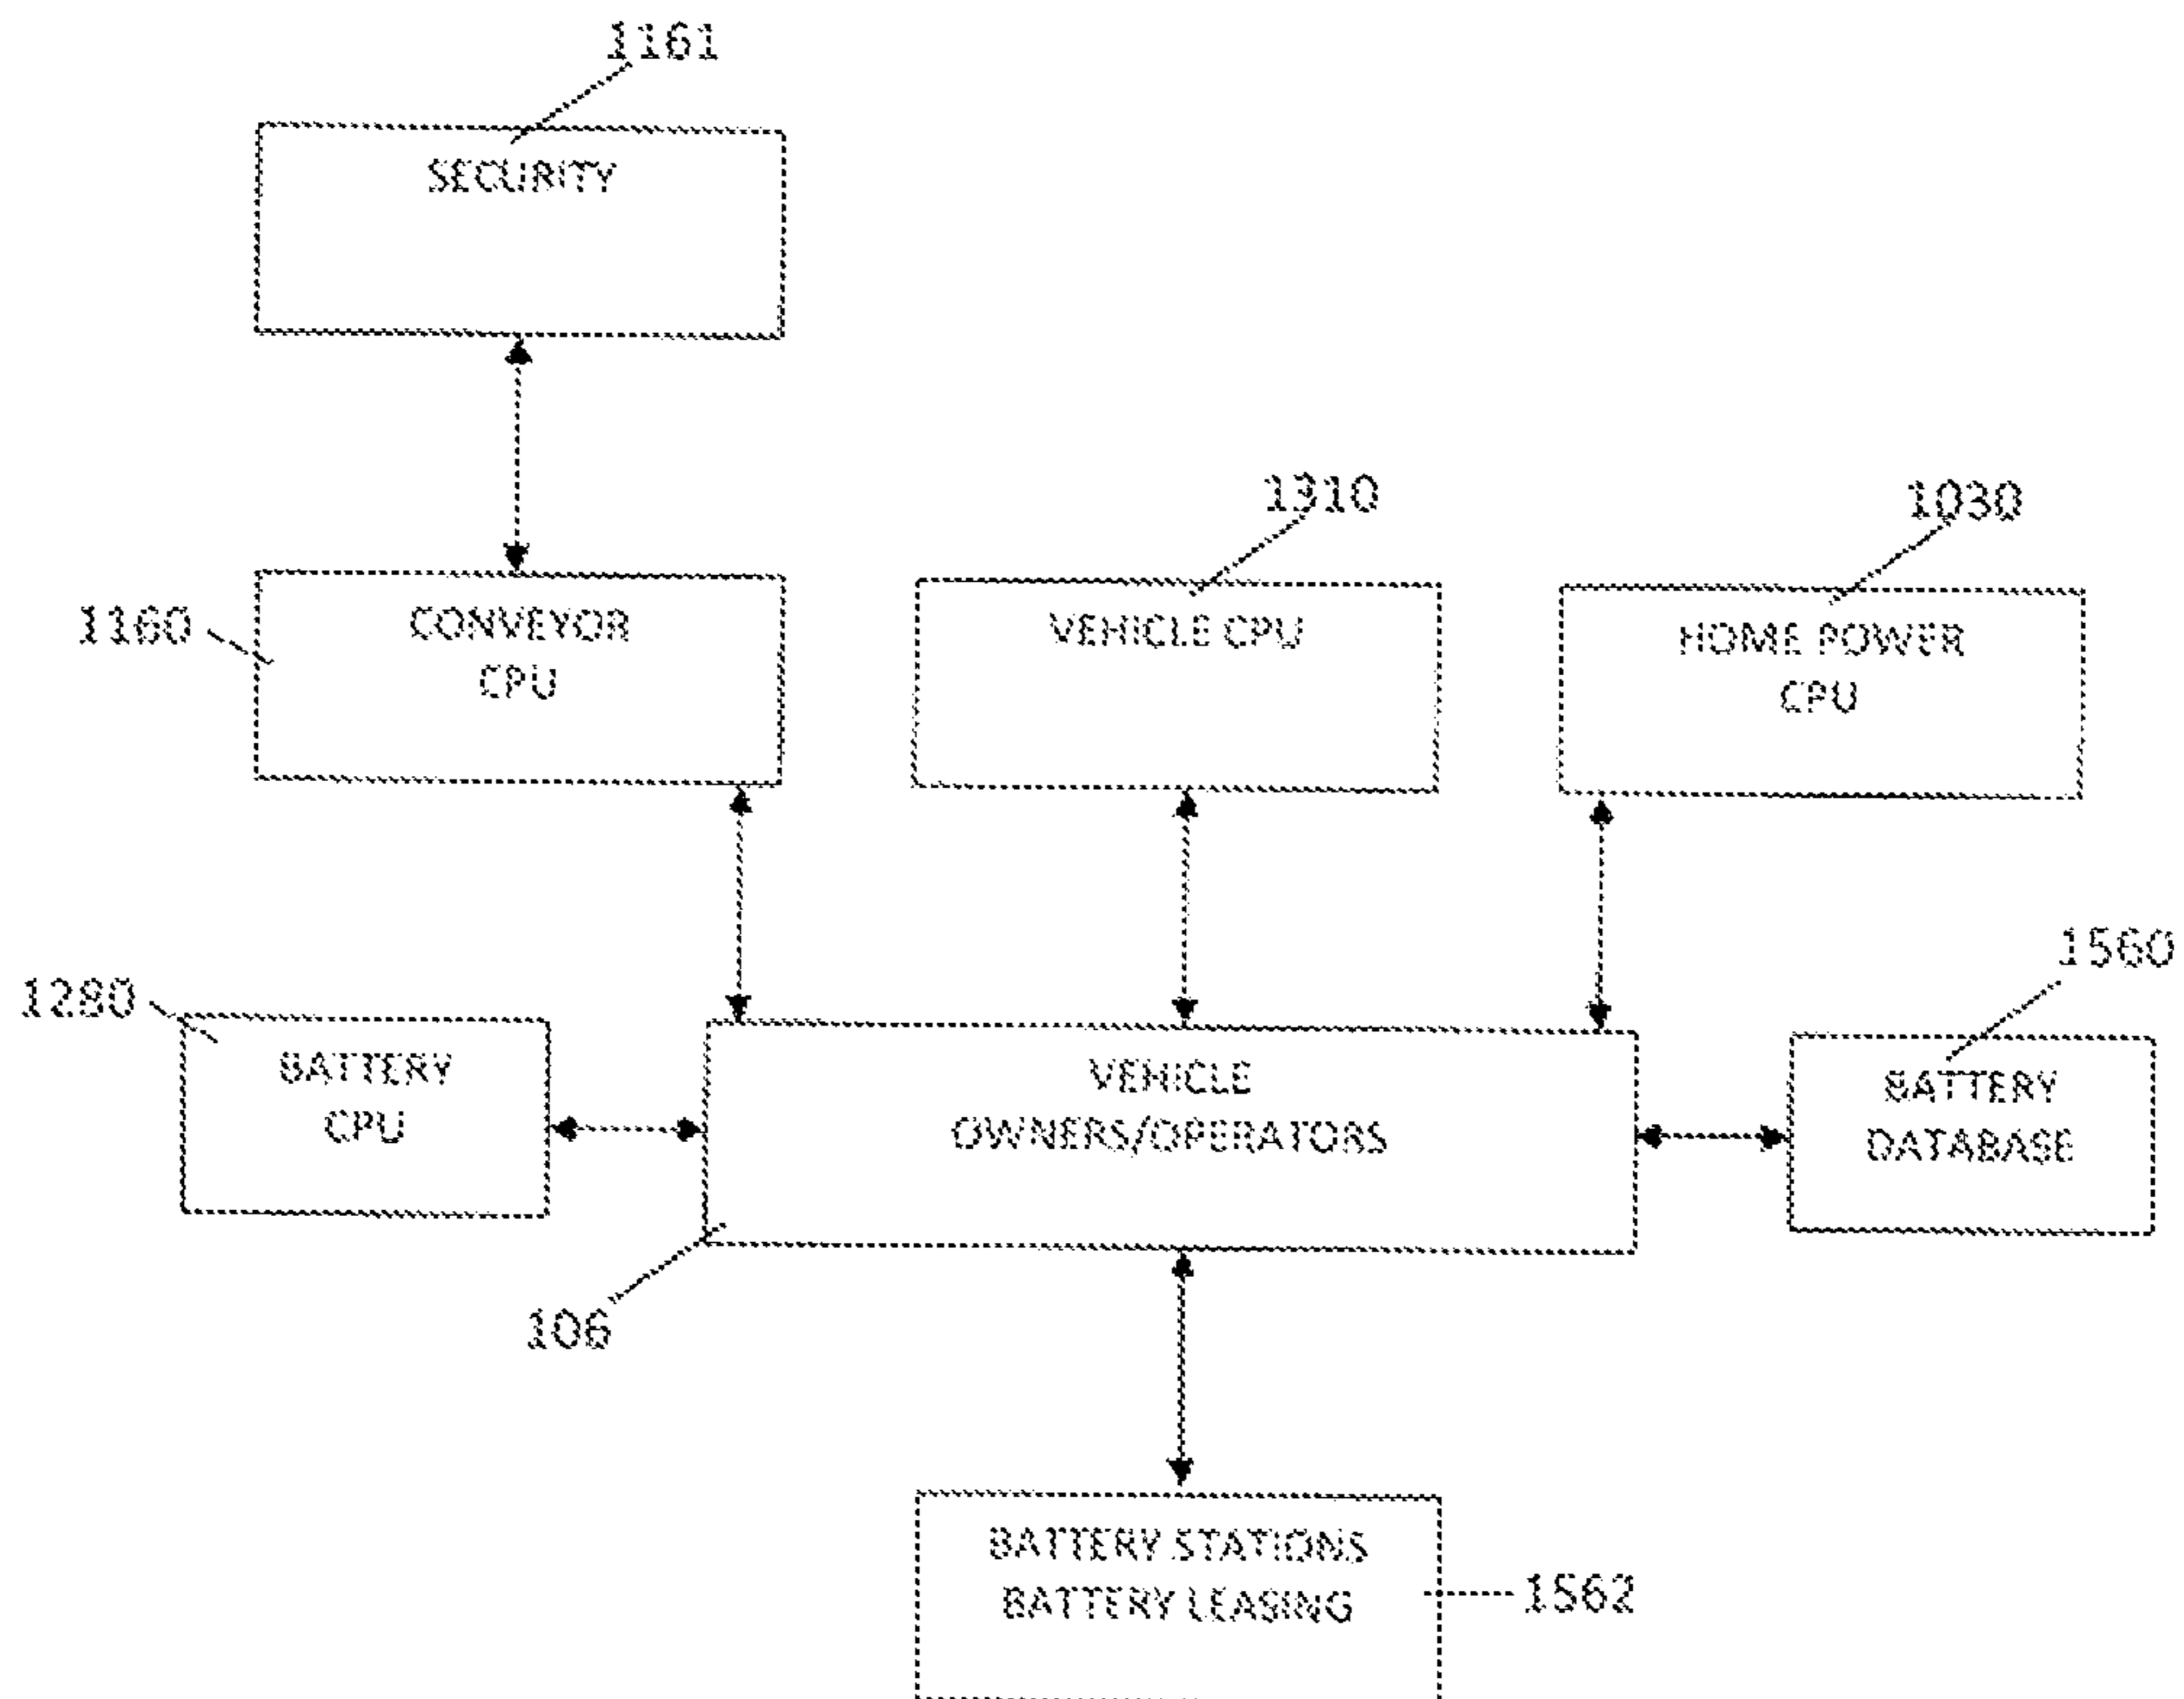 1161
SECURITY
1310
1030
1160
CONVEYOR
CPU
VEHICLE CPU
HOME POWER
CPU
1560
1280
BATTERY
CPU
VEHICLE
OWNERS/OPERATORS
BATTERY
DATABASE
106
BATTERY STATIONS
BATTERY LEASING
1562